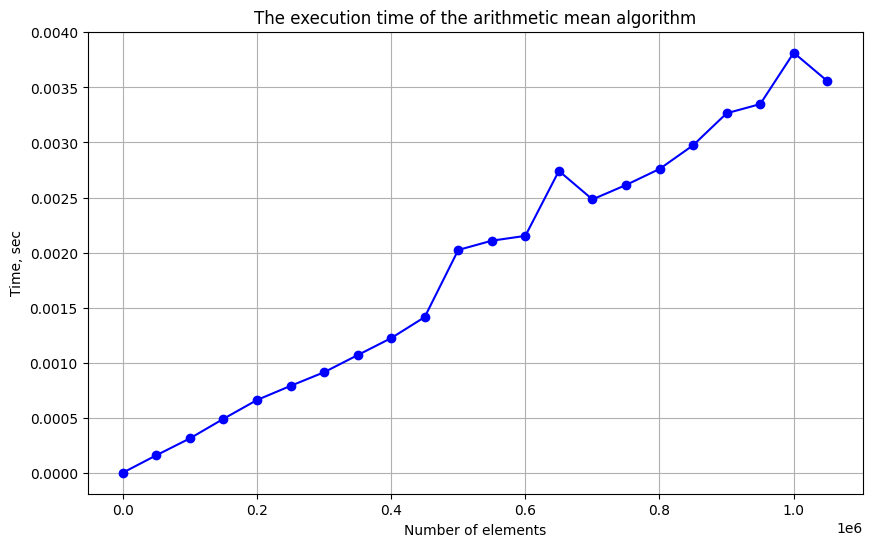 The execution time of the arithmetic mean algorithm
0.0040
0.0035
0.0030
0.0025
0.0020
0.0015
0.0010
0.0005
0.0000
Time, sec
0.0 0.2 0.4 0.6 0.8 1.0
1e6
Number of elements